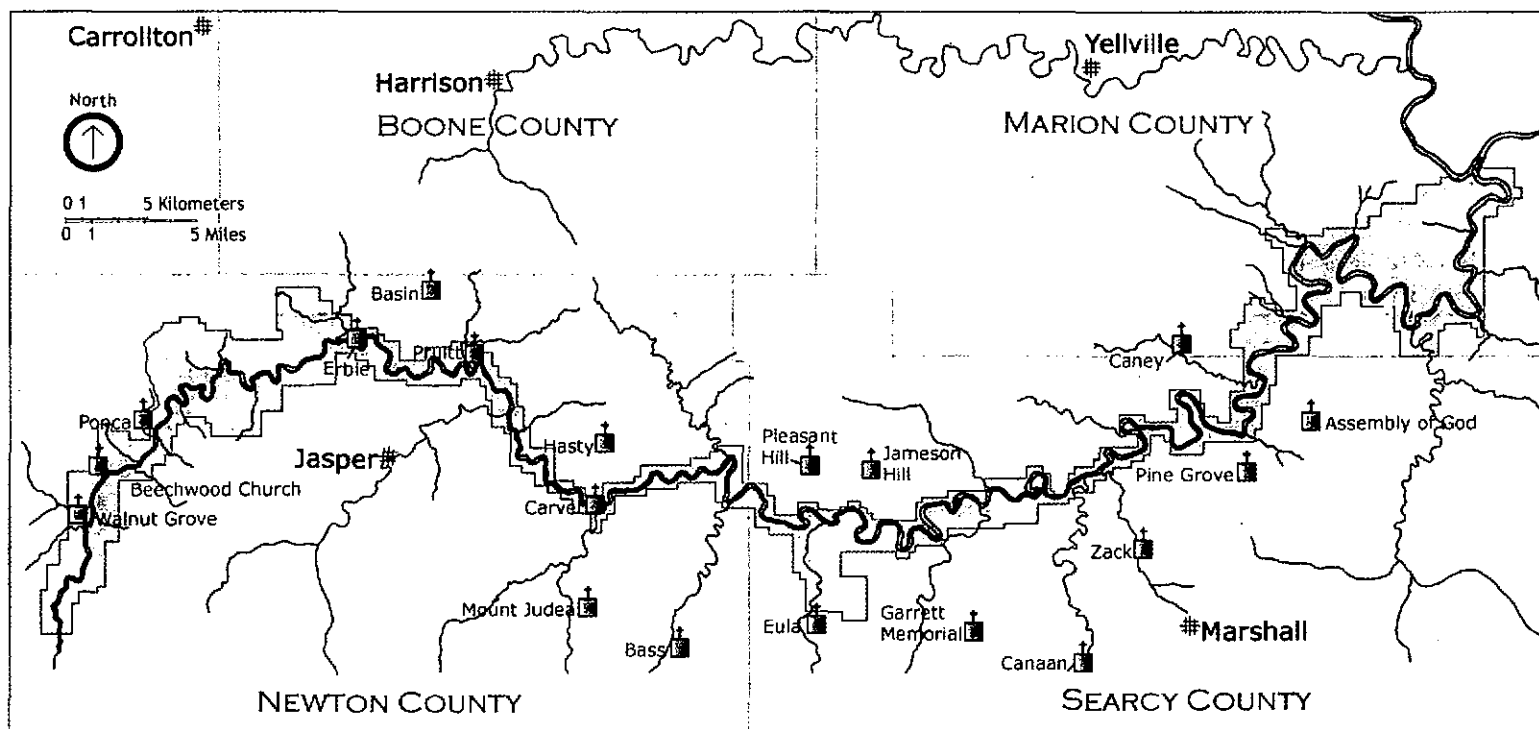 Carrollton
Yellville
Harrison
North
BOONE COUNTY
MARION COUNTY
0 1 5 Kilometers
0 1 5 Miles
Basin
Erbie
Pruitt
Caney
Ponca
Assembly of God
Hasty
Pleasant
Hill
Jameson
Hill
Jasper
Pine Grove
Beechwood Church
Walnut Grove
Carver
Zack
Mount Judea
Eula
Garrett
Memorial
Marshall
Bass
Canaan
NEWTON COUNTY
SEARCY COUNTY